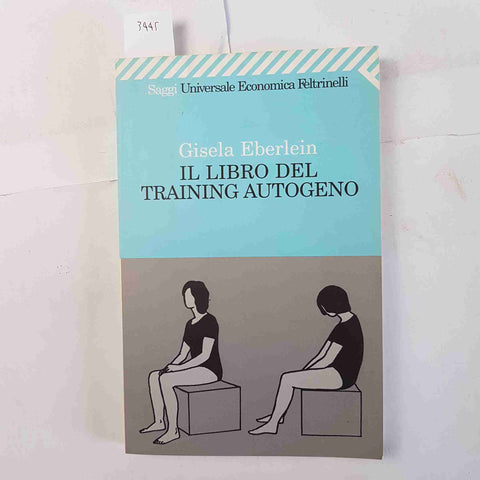 3445
Saggi Universale Economica Feltrinelli
Gisela Eberlein
IL LIBRO DEL
TRAINING AUTOGENO